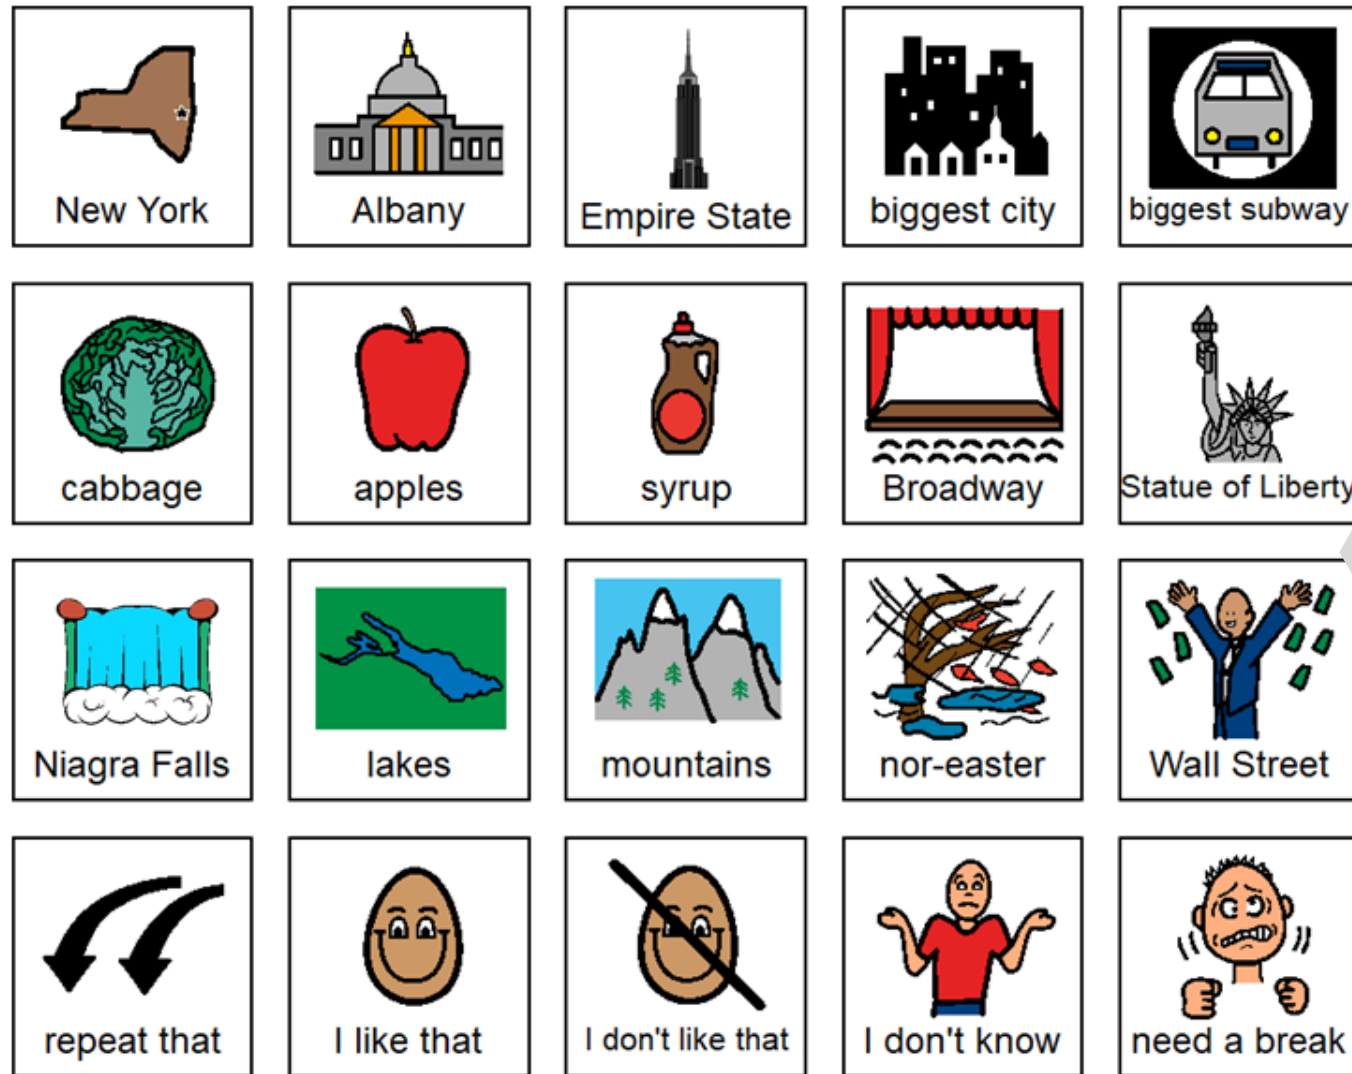 New York
Albany
Empire State
biggest city
biggest subway
cabbage
apples
syrup
Broadway
Statue of Liberty
Niagra Falls
lakes
mountains
nor-easter
Wall Street
repeat that
I like that
I don't like that
I don't know
need a break